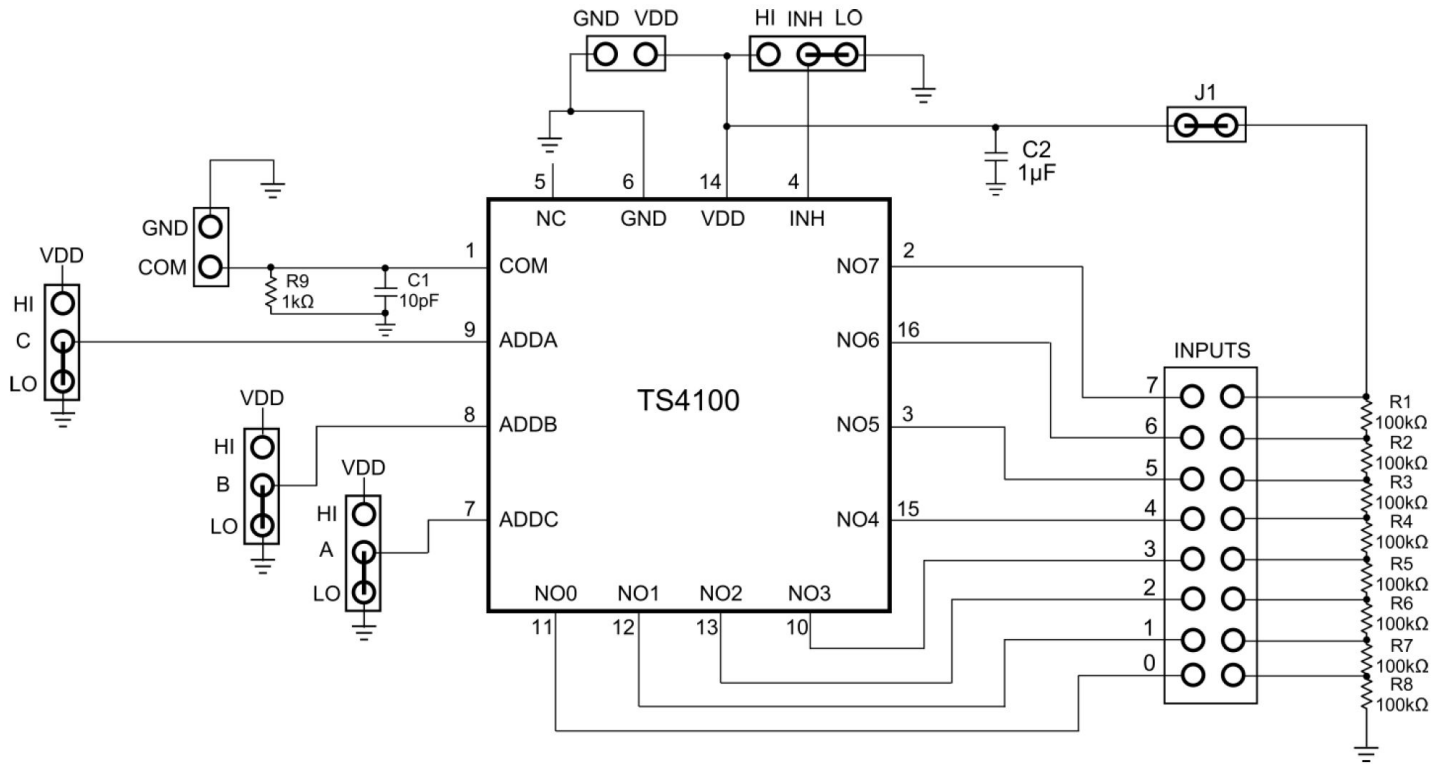 GND VDD
HI INH LO
J1
C2
1µF
5
6
14
4
NC
GND
VDD
INH
GND
COM
1
COM
R9
1kΩ
C1
10pF
VDD
HI
C
LO
9
ADDA
VDD
HI
B
LO
8
ADDB
VDD
HI
A
LO
7
ADDC
TS4100
NO7
2
NO6
16
NO5
3
NO4
15
NO0
NO1
NO2
NO3
11
12
13
10
INPUTS
7
6
5
4
3
2
1
0
R1
100kΩ
R2
100kΩ
R3
100kΩ
R4
100kΩ
R5
100kΩ
R6
100kΩ
R7
100kΩ
R8
100kΩ